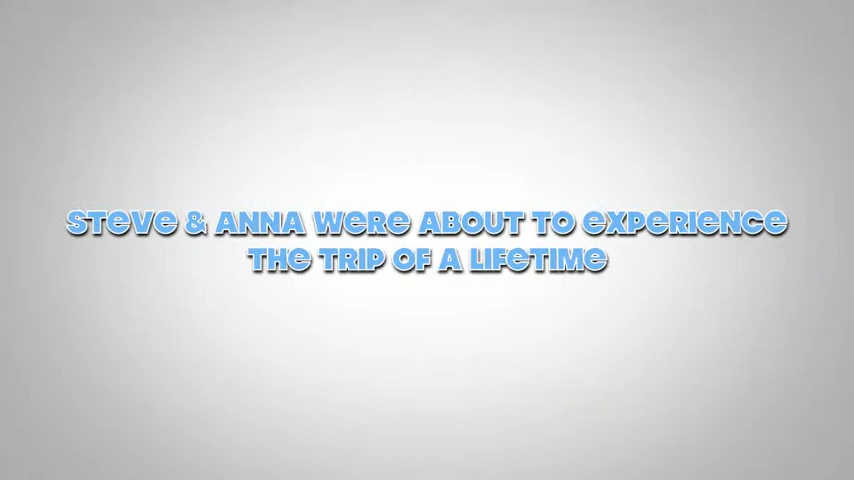 STEVE & ANNA WERE ABOUT TO EXPERIENCE
THE TRIP OF A LIFETIME